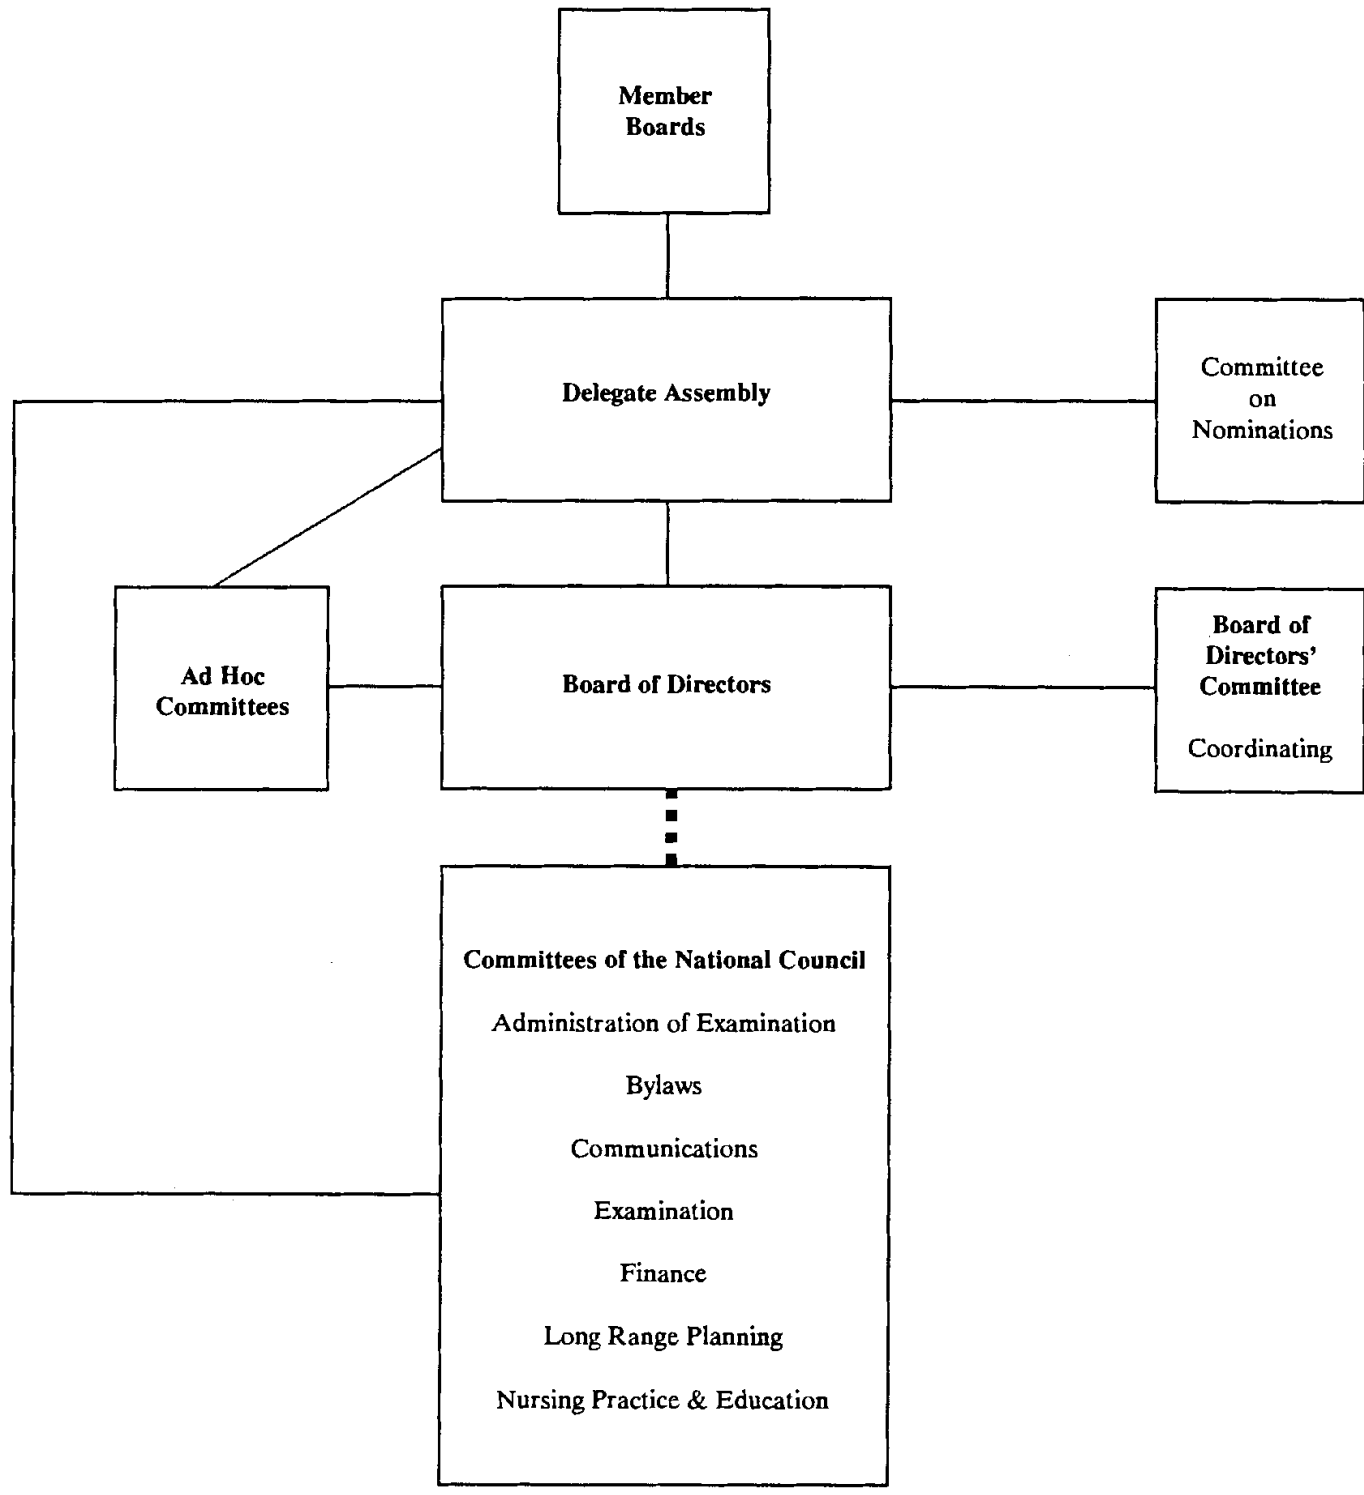 Member
Boards
Delegate Assembly
Committee
on
Nominations
Ad Hoc
Committees
Board of Directors
Board of
Directors'
Committee
Coordinating
Committees of the National Council
Administration of Examination
Bylaws
Communications
Examination
Finance
Long Range Planning
Nursing Practice & Education